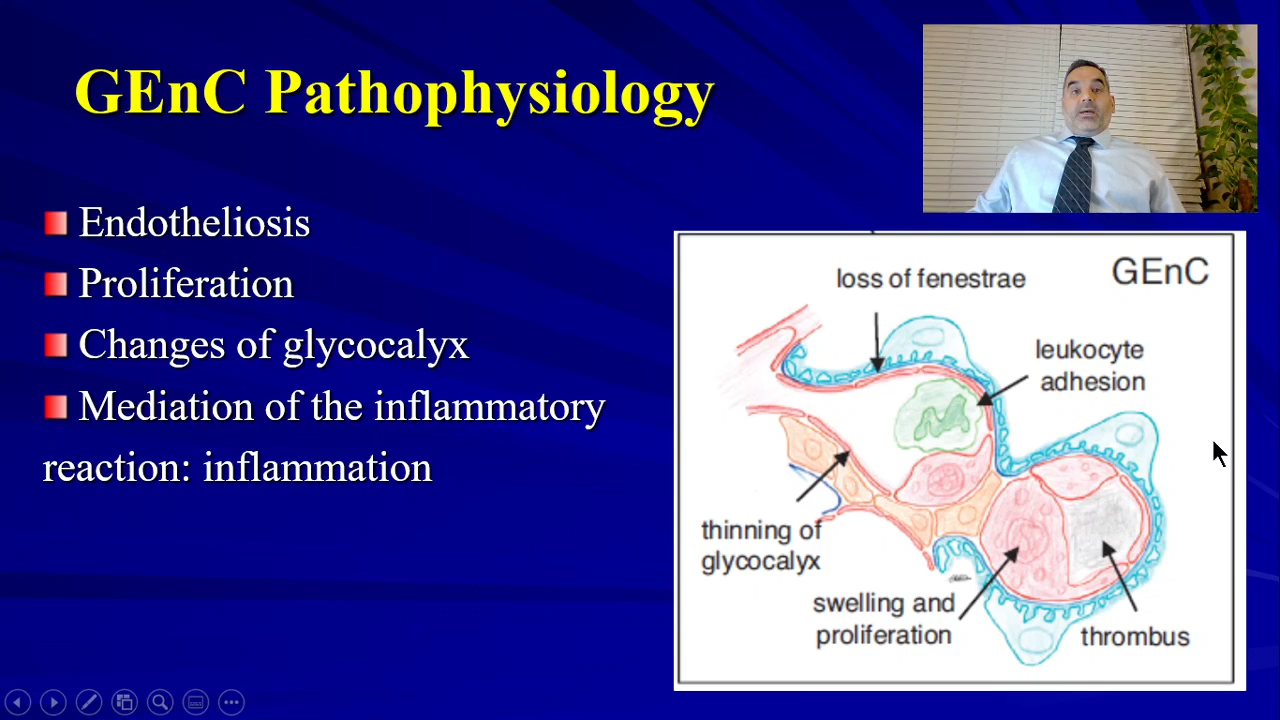 GEnC Pathophysiology
Endotheliosis
Proliferation
Changes of glycocalyx
Mediation of the inflammatory
reaction: inflammation
GEnC
loss of fenestrae
leukocyte
adhesion
thinning of
glycocalyx
swelling and
proliferation
thrombus